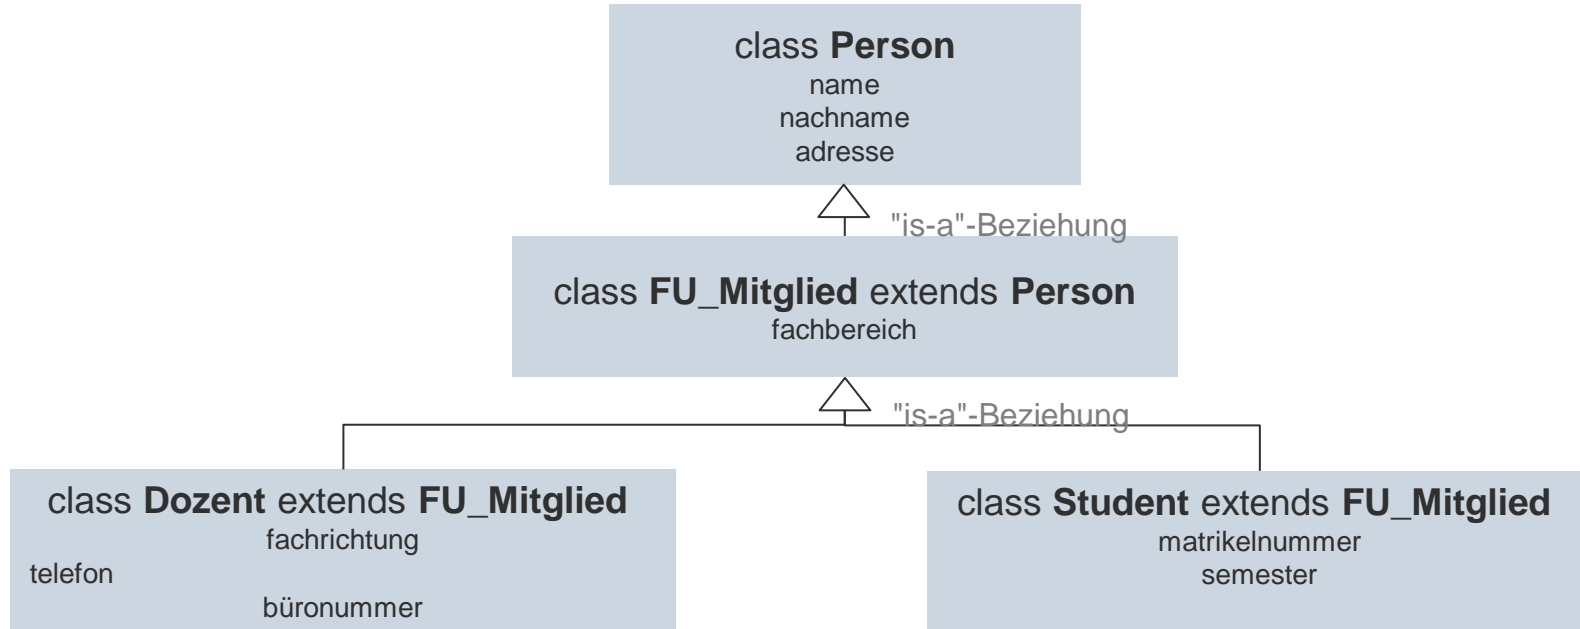 class Person
name
nachname
adresse
"is-a"-Beziehung
class FU_Mitglied extends Person
fachbereich
"is-a"-Beziehung
class Dozent extends FU_Mitglied
fachrichtung
telefon
büronummer
class Student extends FU_Mitglied
matrikelnummer
semester